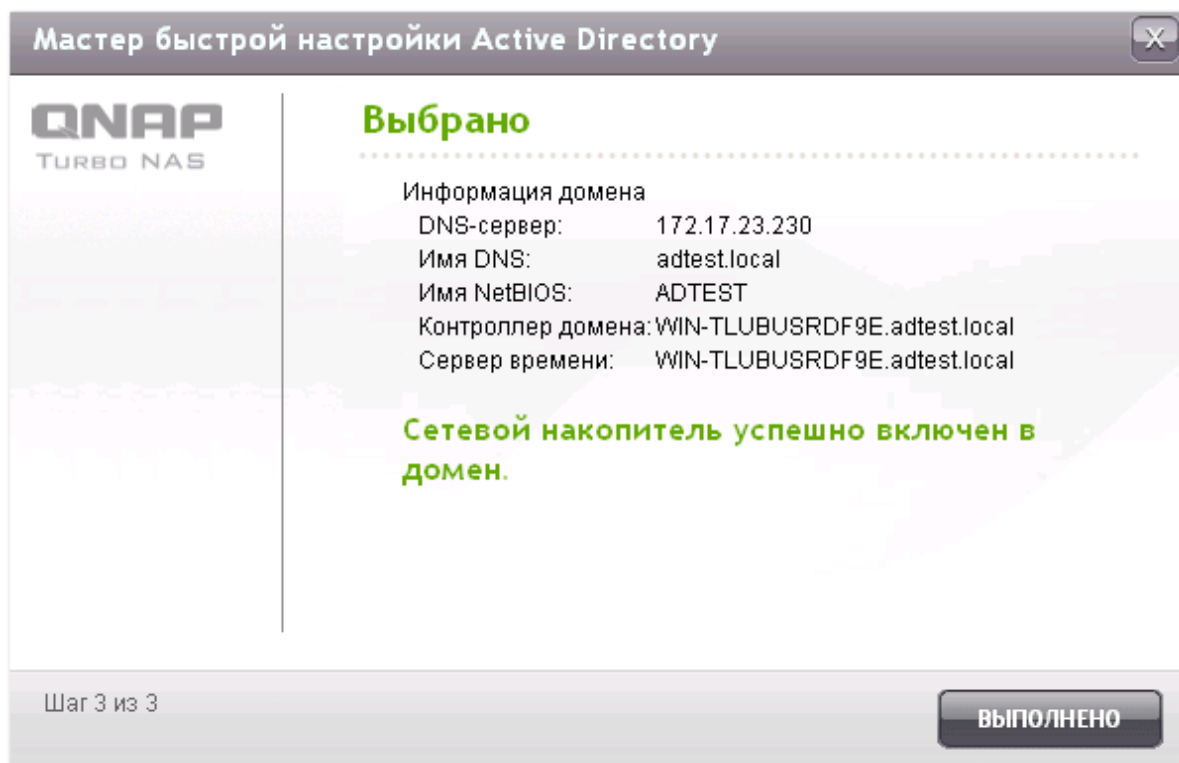 Мастер быстрой настройки Active Directory
X
QNAP
TURBO NAS
Выбрано
Информация домена
DNS-сервер: 172.17.23.230
Имя DNS: adtest.local
Имя NetBIOS: ADTEST
Контроллер домена: WIN-TLUBUSRDF9E.adtest.local
Сервер времени: WIN-TLUBUSRDF9E.adtest.local
Сетевой накопитель успешно включен в
домен.
Шаг 3 из 3
ВЫПОЛНЕНО